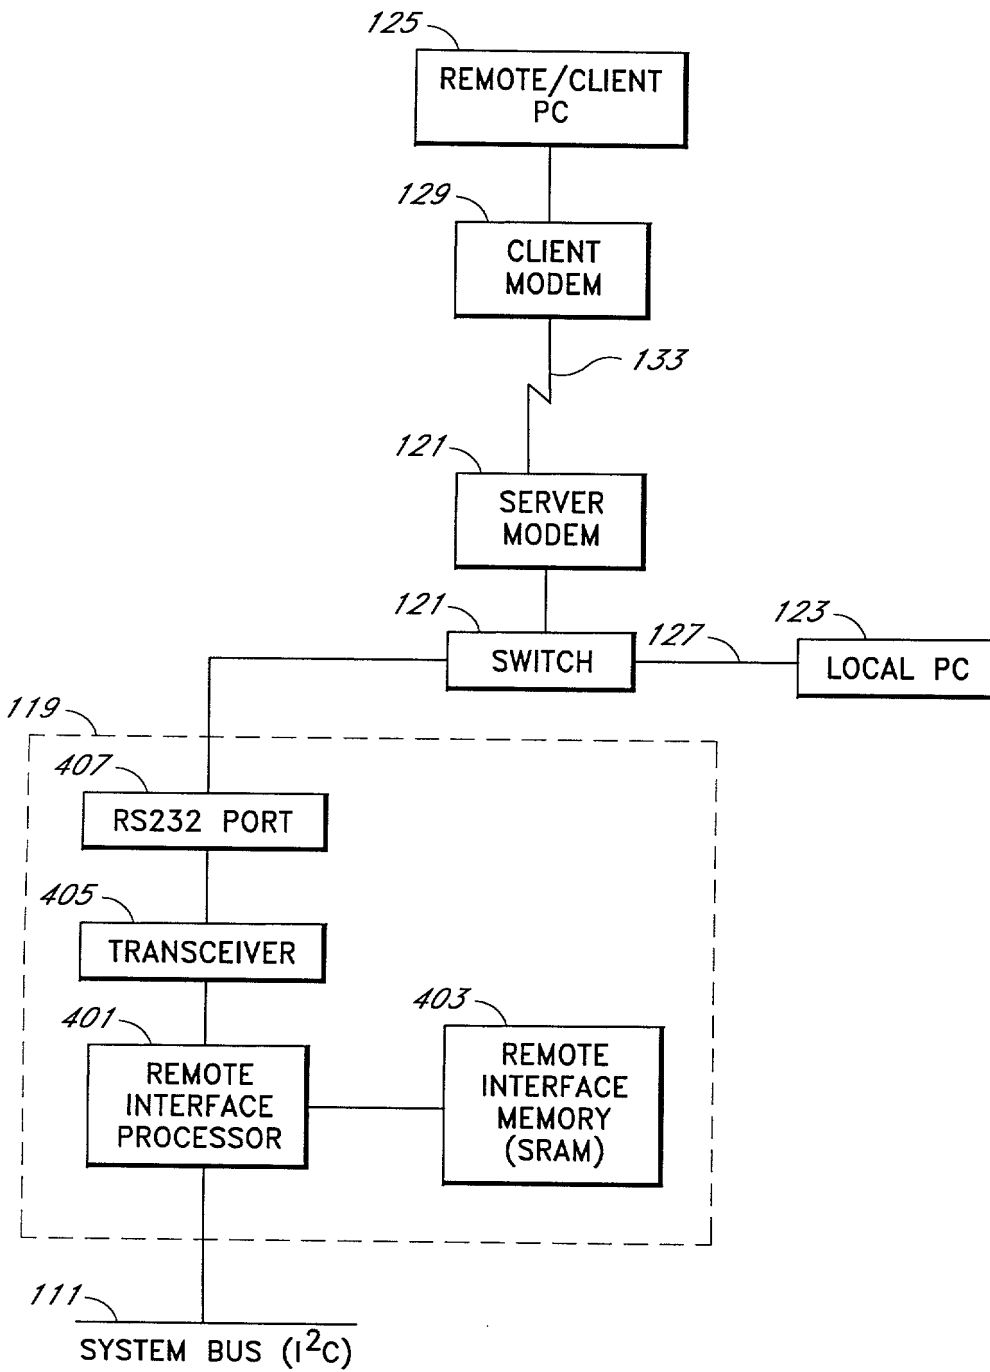 125
REMOTE/CLIENT
PC
129
CLIENT
MODEM
133
121
SERVER
MODEM
121
SWITCH
127
123
LOCAL PC
119
407
RS232 PORT
405
TRANSCEIVER
401
REMOTE
INTERFACE
PROCESSOR
403
REMOTE
INTERFACE
MEMORY
(SRAM)
111
SYSTEM BUS (I²C)